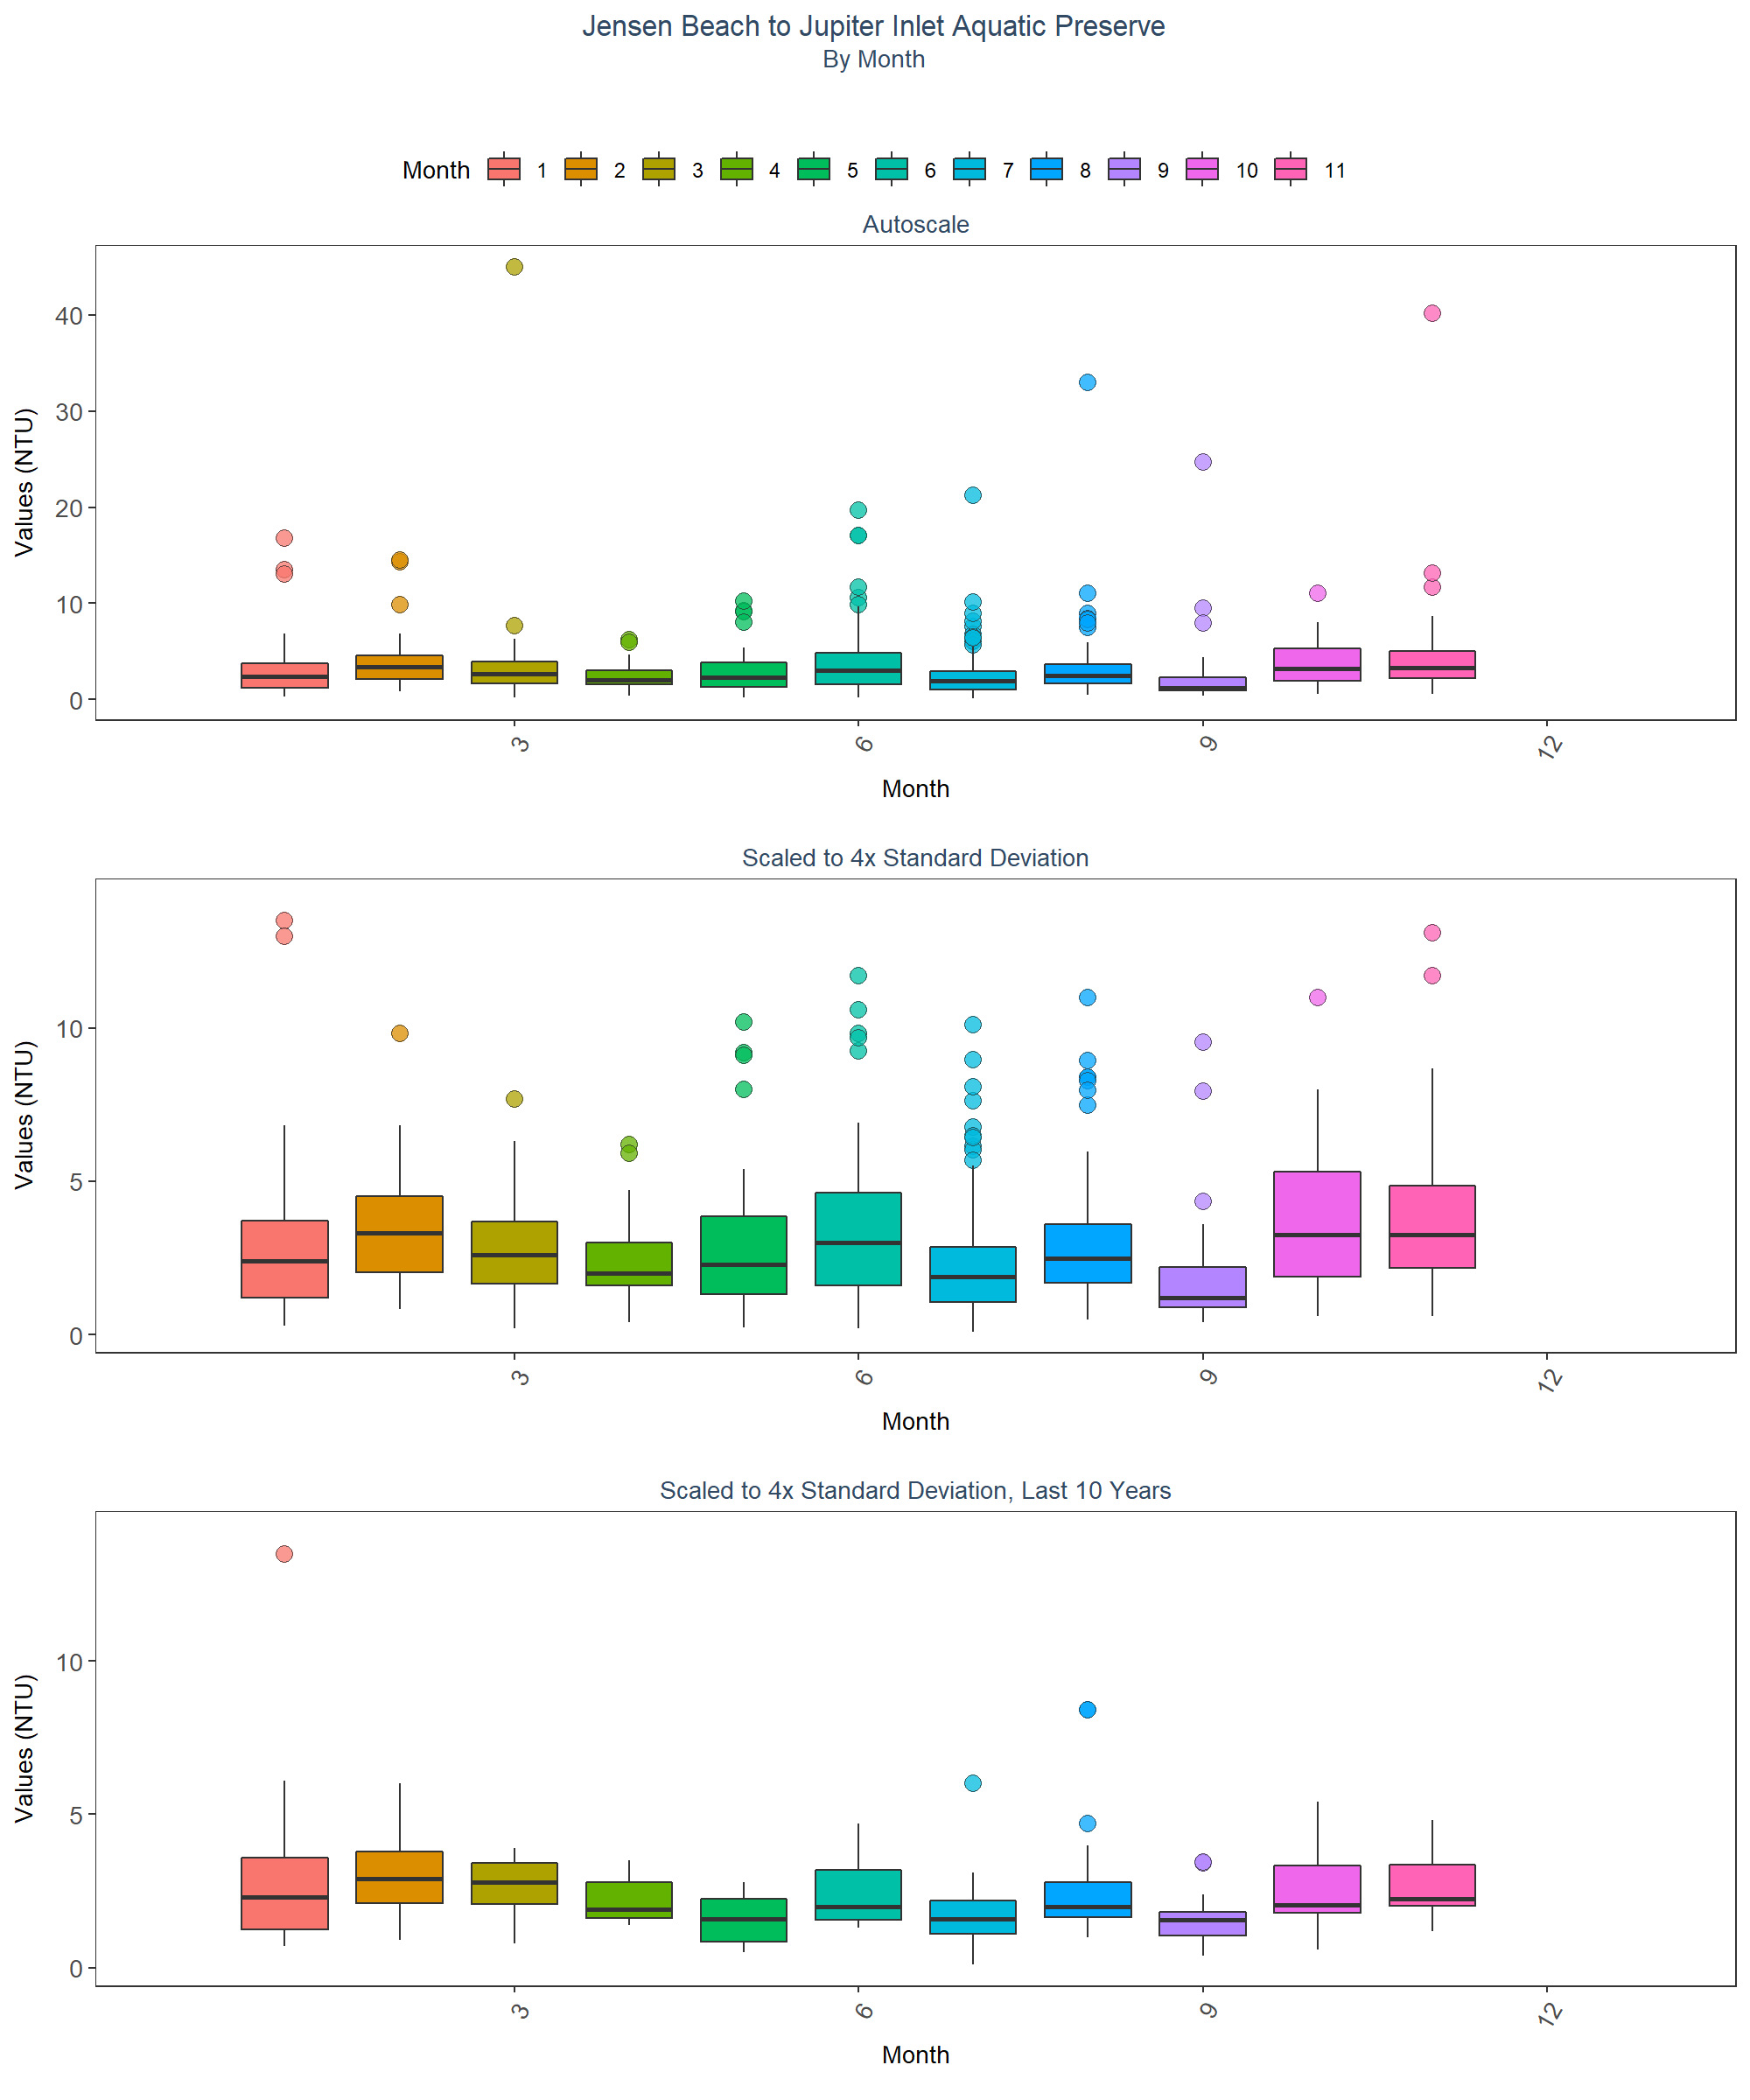 Jensen Beach to Jupiter Inlet Aquatic Preserve
By Month
Month 1 2 3 4 5 6 7 8 9 10 11
Autoscale
Values (NTU)
40
30
20
10
0
3 6 9 12
Month
Scaled to 4x Standard Deviation
Values (NTU)
10
5
0
3 6 9 12
Month
Scaled to 4x Standard Deviation, Last 10 Years
Values (NTU)
10
5
0
3 6 9 12
Month